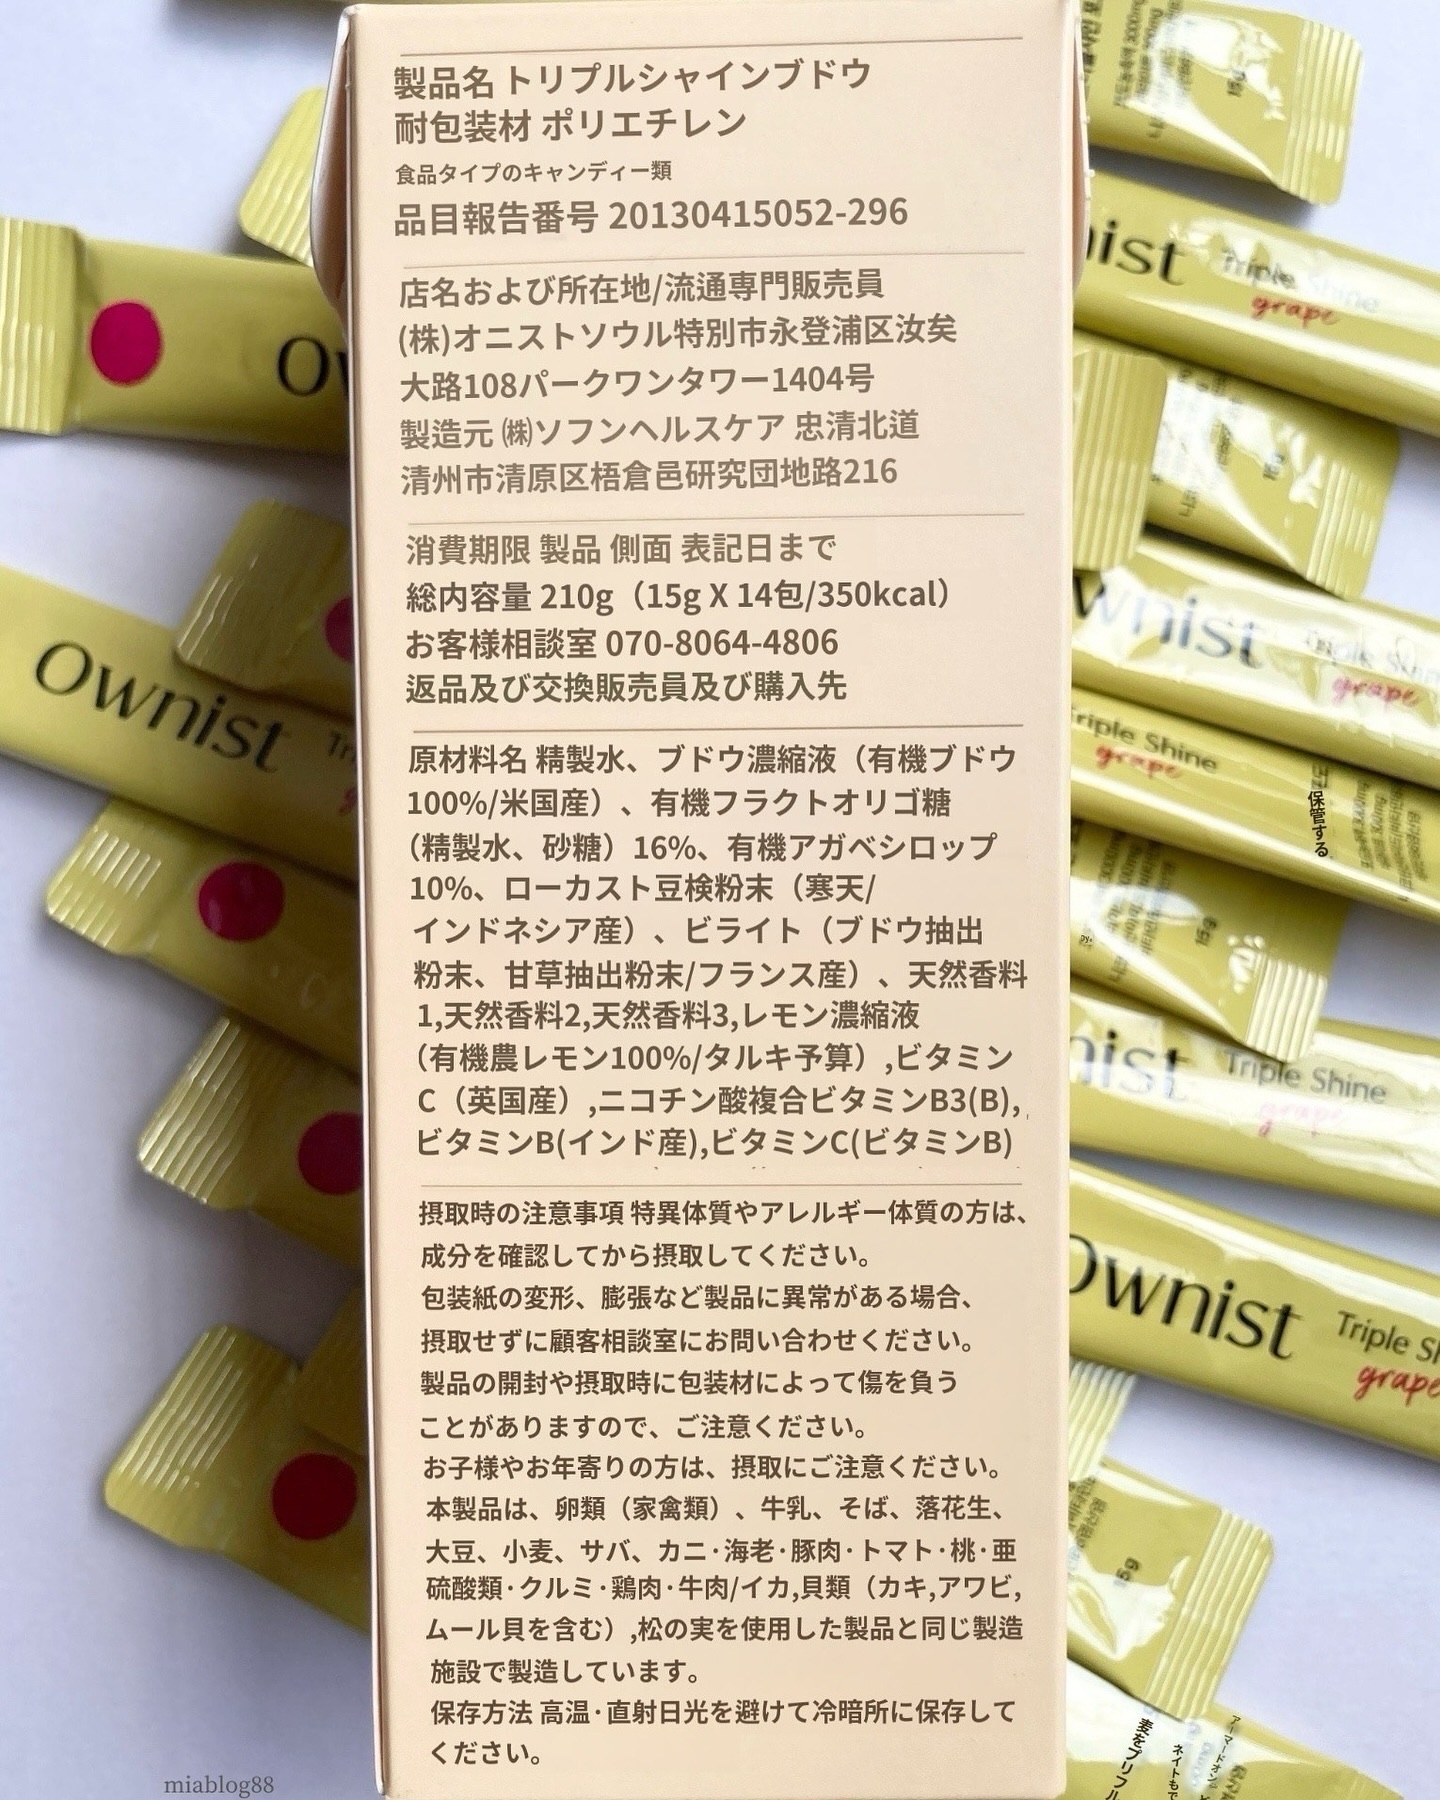 製品名 トリプルシャインブドウ
耐包装材 ポリエチレン
食品タイプのキャンディー類
品目報告番号 20130415052-296
店名および所在地/流通専門販売員
(株)オニストソウル特別市永登浦区汝矣
大路108パークワンタワー1404号
製造元 ㈱ソフンヘルスケア 忠清北道
清州市清原区梧倉邑研究団地路216
消費期限 製品 側面 表記日まで
総内容量 210g（15g X 14包/350kcal）
お客様相談室 070-8064-4806
返品及び交換販売員及び購入先
原材料名 精製水、ブドウ濃縮液（有機ブドウ
100%/米国産）、有機フラクトオリゴ糖
（精製水、砂糖）16%、有機アガベシロップ
10%、ローカスト豆検粉末（寒天/
インドネシア産）、ビライト（ブドウ抽出
粉末、甘草抽出粉末/フランス産）、天然香料
1,天然香料2,天然香料3,レモン濃縮液
（有機農レモン100%/タルキ予算）,ビタミン
C（英国産）,ニコチン酸複合ビタミンB3(B),
ビタミンB(インド産),ビタミンC(ビタミンB)
摂取時の注意事項 特異体質やアレルギー体質の方は、
成分を確認してから摂取してください。
包装紙の変形、膨張など製品に異常がある場合、
摂取せずに顧客相談室にお問い合わせください。
製品の開封や摂取時に包装材によって傷を負う
ことがありますので、ご注意ください。
お子様やお年寄りの方は、摂取にご注意ください。
本製品は、卵類（家禽類）、牛乳、そば、落花生、
大豆、小麦、サバ、カニ·海老·豚肉·トマト·桃·亜
硫酸類·クルミ·鶏肉·牛肉/イカ,貝類（カキ,アワビ,
ムール貝を含む）,松の実を使用した製品と同じ製造
施設で製造しています。
保存方法 高温·直射日光を避けて冷暗所に保存して
ください。
Ownist
Triple Shine
grape
Triple Shine
grape
Triple Shine
grape
保管する
15g
Triple Shine
grape
Ownist
grape
15g
miablog88